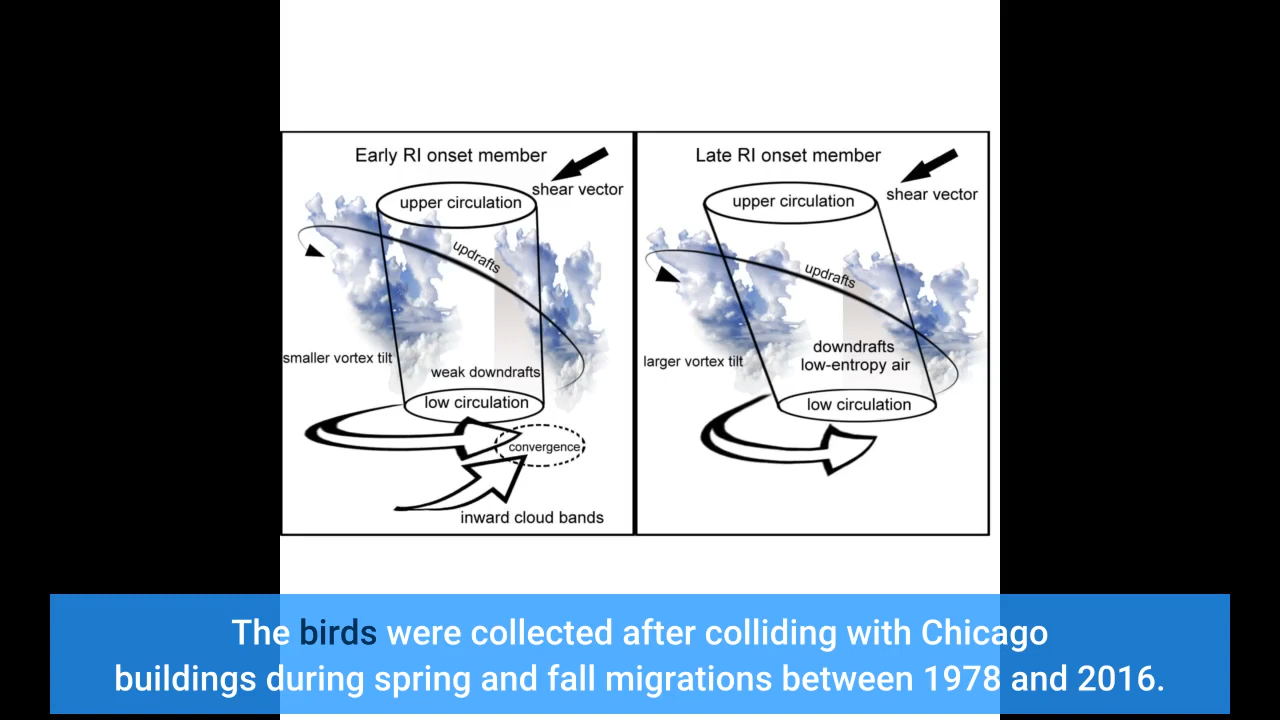 Early RI onset member
shear vector
upper circulation
updrafts
smaller vortex tilt
weak downdrafts
low circulation
convergence
inward cloud bands
Late RI onset member
shear vector
upper circulation
updrafts
larger vortex tilt
downdrafts
low-entropy air
low circulation
The birds were collected after colliding with Chicago
buildings during spring and fall migrations between 1978 and 2016.